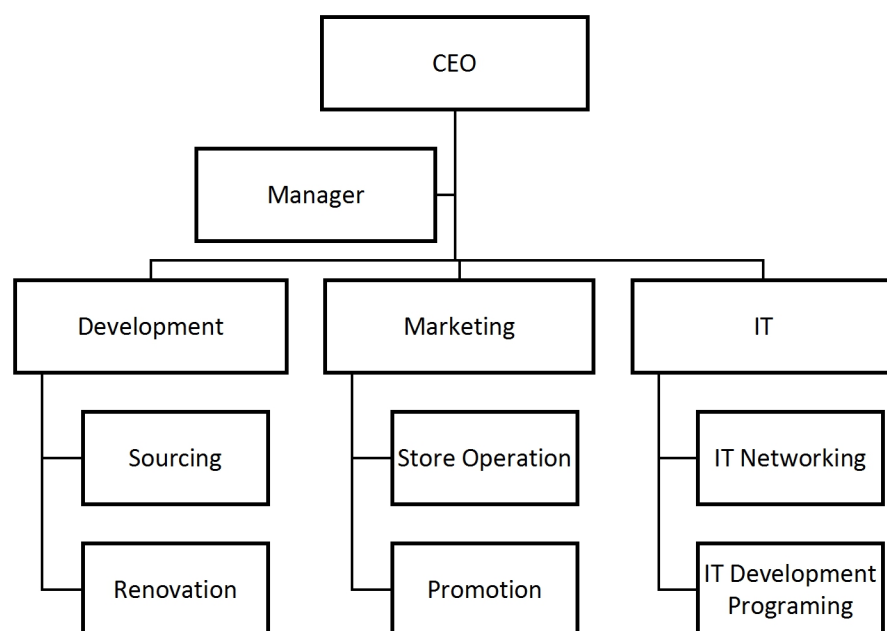 CEO
Manager
Development
Marketing
IT
Sourcing
Store Operation
IT Networking
Renovation
Promotion
IT Development
Programing